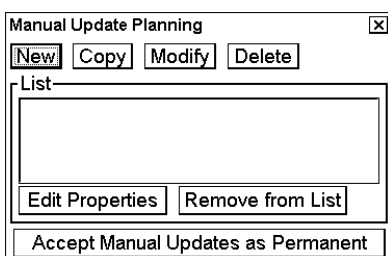 Manual Update Planning
New Copy Modify Delete
List
Edit Properties Remove from List
Accept Manual Updates as Permanent